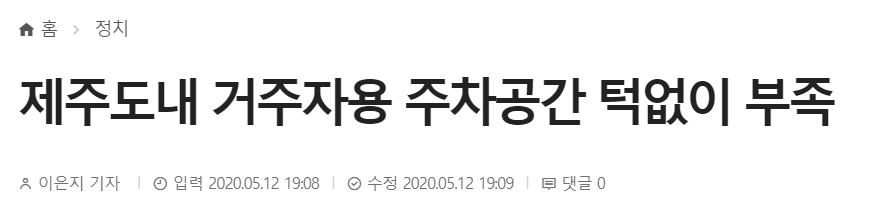 홈 > 정치
제주도내 거주자용 주차공간 턱없이 부족
이은지 기자 | 입력 2020.05.12 19:08 | 수정 2020.05.12 19:09 | 댓글 0